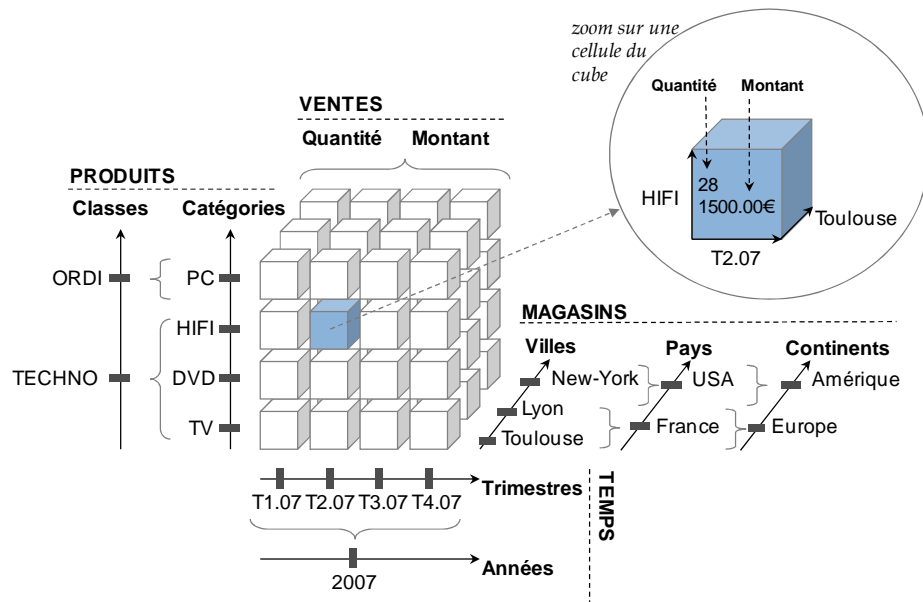 zoom sur une
cellule du
cube
Quantité Montant
28
1500.00€
HIFI
Toulouse
T2.07
VENTES
Quantité Montant
PRODUITS
Classes Catégories
ORDI PC
HIFI
TECHNO DVD
TV
MAGASINS
Villes Pays Continents
New-York USA Amérique
Lyon
Toulouse France Europe
T1.07 T2.07 T3.07 T4.07 Trimestres
TEMPS
2007 Années